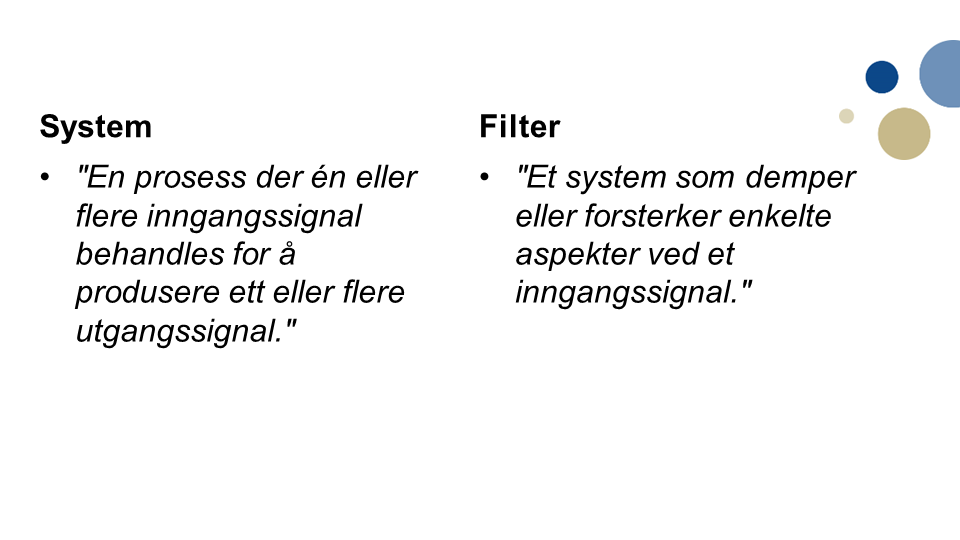 System
• "En prosess der én eller
flere inngangssignal
behandles for å
produsere ett eller flere
utgangssignal."
Filter
• "Et system som demper
eller forsterker enkelte
aspekter ved et
inngangssignal."